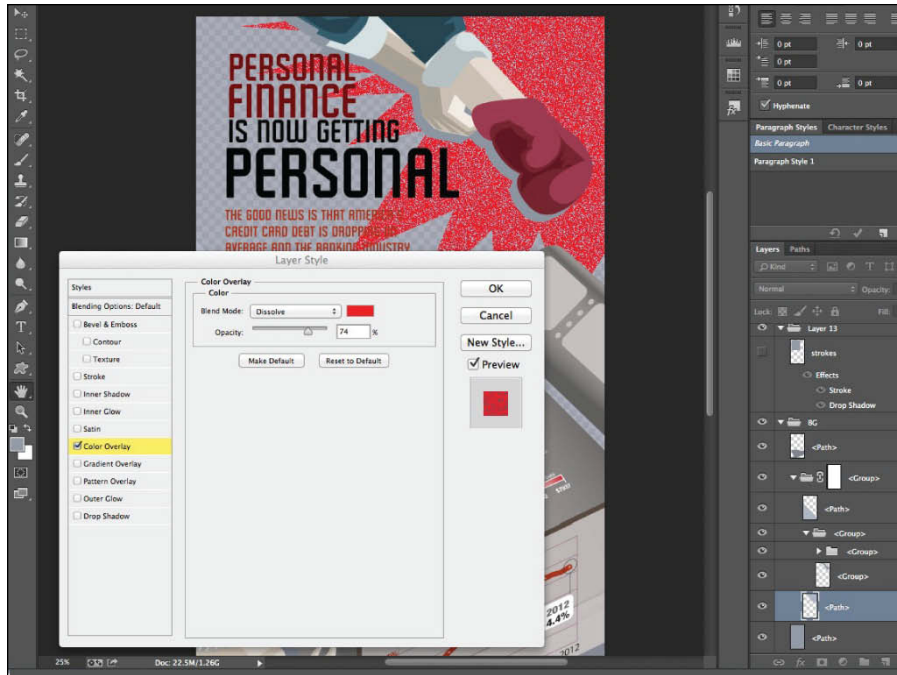 PERSONAL
FINANCE
IS NOW GETTING
PERSONAL
THE GOOD NEWS IS THAT AMERICA'S
CREDIT CARD DEBT IS DROPPING AN
AVERAGE AND THE BANKING INDUSTRY
Layer Style
Styles
Blending Options: Default
Bevel & Emboss
Contour
Texture
Stroke
Inner Shadow
Inner Glow
Satin
Color Overlay
Gradient Overlay
Pattern Overlay
Outer Glow
Drop Shadow
Color Overlay
Color
Blend Mode: Dissolve
Opacity: 74 %
Make Default Reset to Default
OK
Cancel
New Style...
Preview
2012
4.4%
2012
25% Doc: 22.5M/1.26G
0 pt 0 pt
0 pt
0 pt 0 pt
Hyphenate
Paragraph Styles Character Styles
Basic Paragraph
Paragraph Style 1
Layers Paths
Kind
Normal Opacity:
Lock: Fill:
Layer 13
strokes
Effects
Stroke
Drop Shadow
BG
<Path>
<Group>
<Path>
<Group>
<Group>
<Group>
<Path>
<Path>